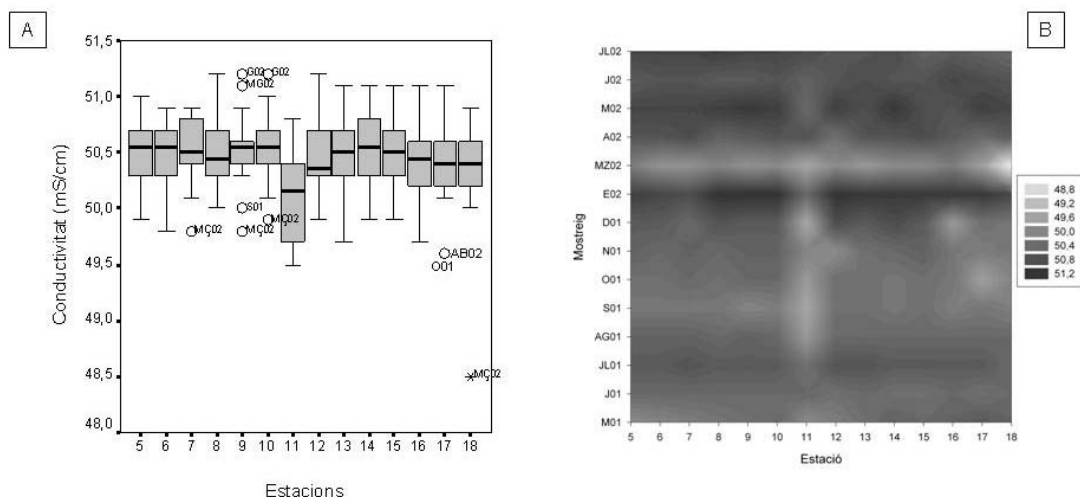 A
51,5
51,0
50,5
50,0
49,5
49,0
48,5
48,0
Conductivitat (mS/cm)
G02
G02
MG02
S01
MÇ02
MÇ02
MÇ02
AB02
O01
MÇ02
5 6 7 8 9 10 11 12 13 14 15 16 17 18
Estacions
B
JL02
J02
M02
A02
MZ02
E02
D01
N01
O01
S01
AG01
JL01
J01
M01
Mostreig
5 6 7 8 9 10 11 12 13 14 15 16 17 18
Estació
48,8
49,2
49,6
50,0
50,4
50,8
51,2